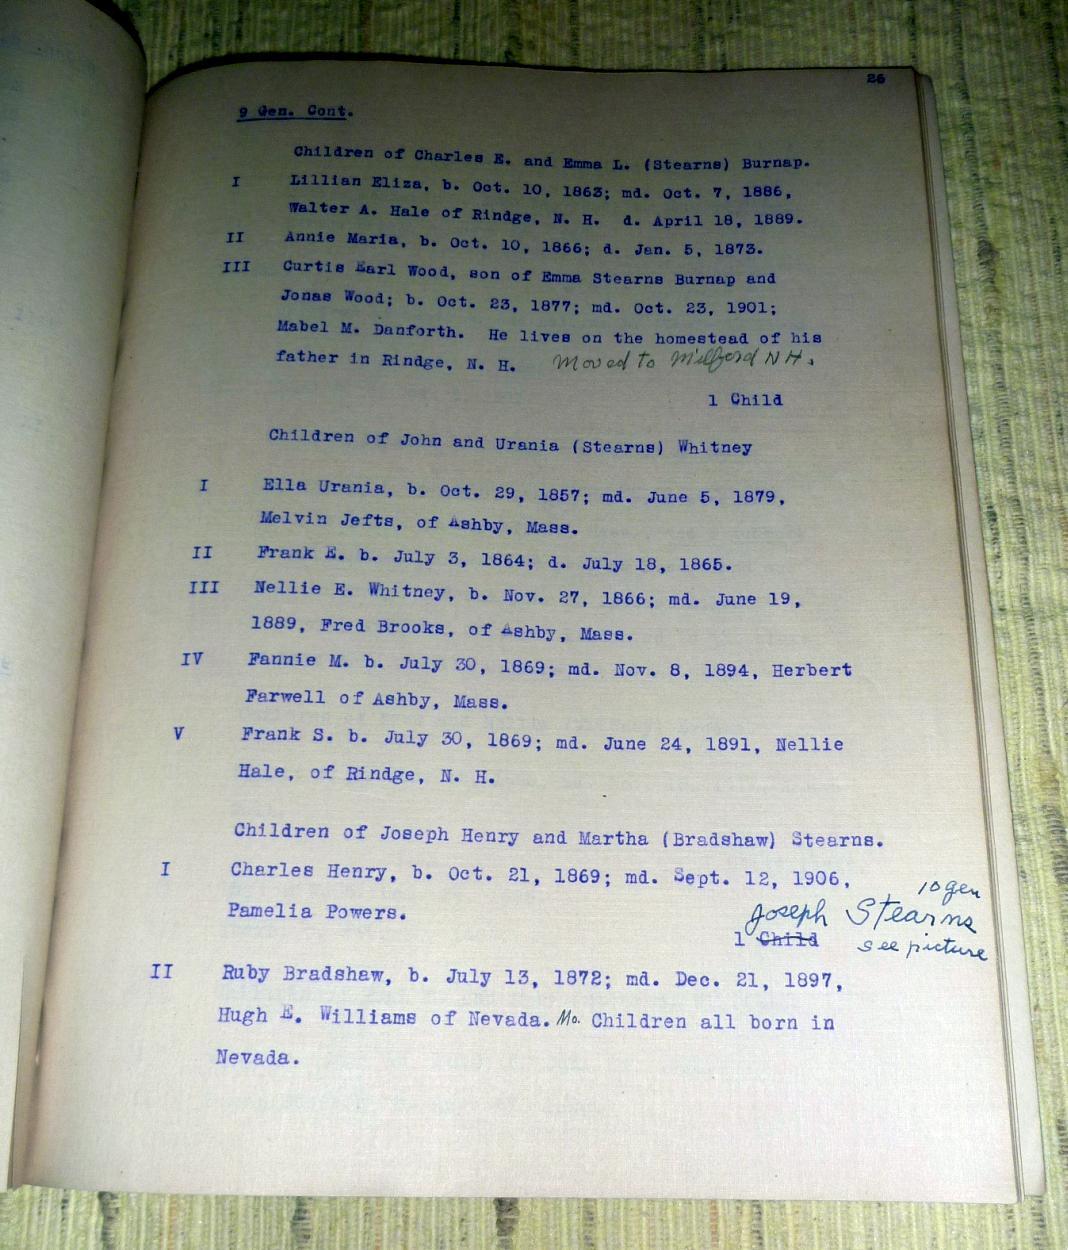 26
9 Gen. Cont.
Children of Charles E. and Emma L. (Stearns) Burnap.
I Lillian Eliza, b. Oct. 10, 1863; md. Oct. 7, 1886,
Walter A. Hale of Rindge, N. H. d. April 18, 1889.
II Annie Maria, b. Oct. 10, 1866; d. Jan. 5, 1873.
III Curtis Earl Wood, son of Emma Stearns Burnap and
Jonas Wood; b. Oct. 23, 1877; md. Oct. 23, 1901;
Mabel M. Danforth. He lives on the homestead of his
father in Rindge, N. H. Moved to Milford N H.
1 Child
Children of John and Urania (Stearns) Whitney
I Ella Urania, b. Oct. 29, 1857; md. June 5, 1879,
Melvin Jefts, of Ashby, Mass.
II Frank E. b. July 3, 1864; d. July 18, 1865.
III Nellie E. Whitney, b. Nov. 27, 1866; md. June 19,
1889, Fred Brooks, of Ashby, Mass.
IV Fannie M. b. July 30, 1869; md. Nov. 8, 1894, Herbert
Farwell of Ashby, Mass.
V Frank S. b. July 30, 1869; md. June 24, 1891, Nellie
Hale, of Rindge, N. H.
Children of Joseph Henry and Martha (Bradshaw) Stearns.
I Charles Henry, b. Oct. 21, 1869; md. Sept. 12, 1906,
10 gen
Pamelia Powers. Joseph Stearns
1 Child see picture
II Ruby Bradshaw, b. July 13, 1872; md. Dec. 21, 1897,
Hugh E. Williams of Nevada. Mo. Children all born in
Nevada.